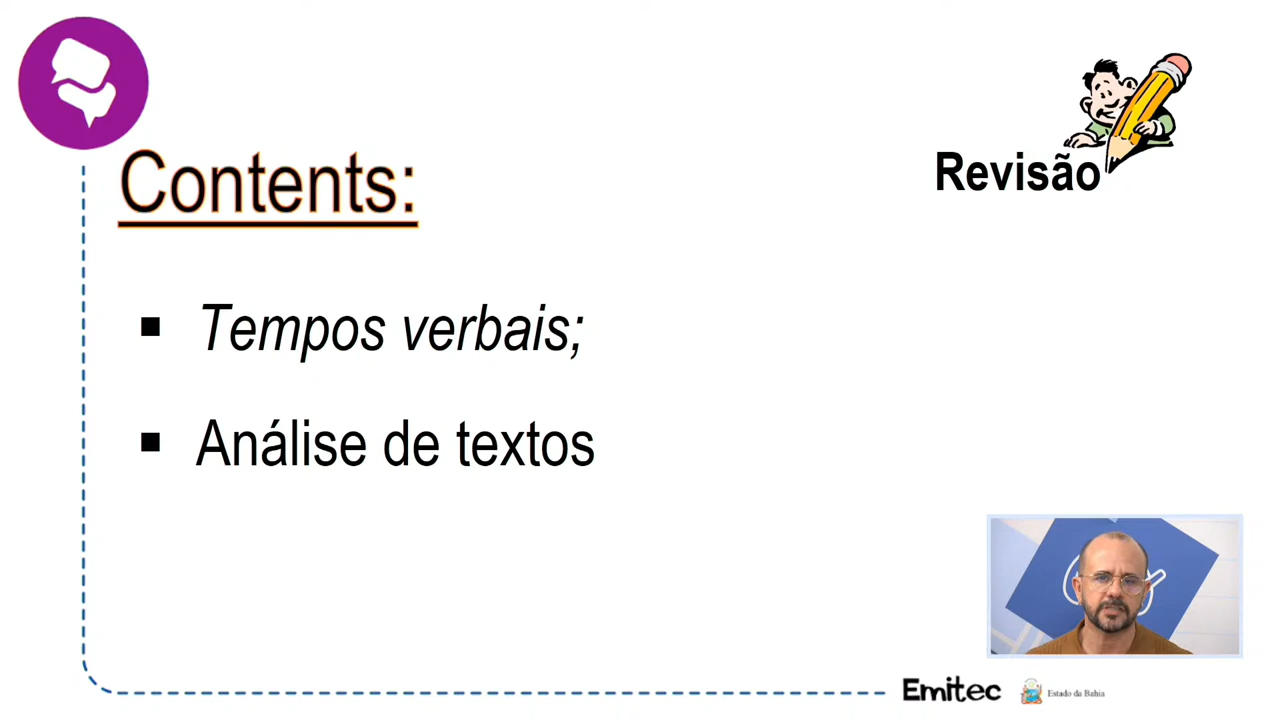 Contents:
Revisão
Tempos verbais;
Análise de textos
Emitec
Estado da Bahia